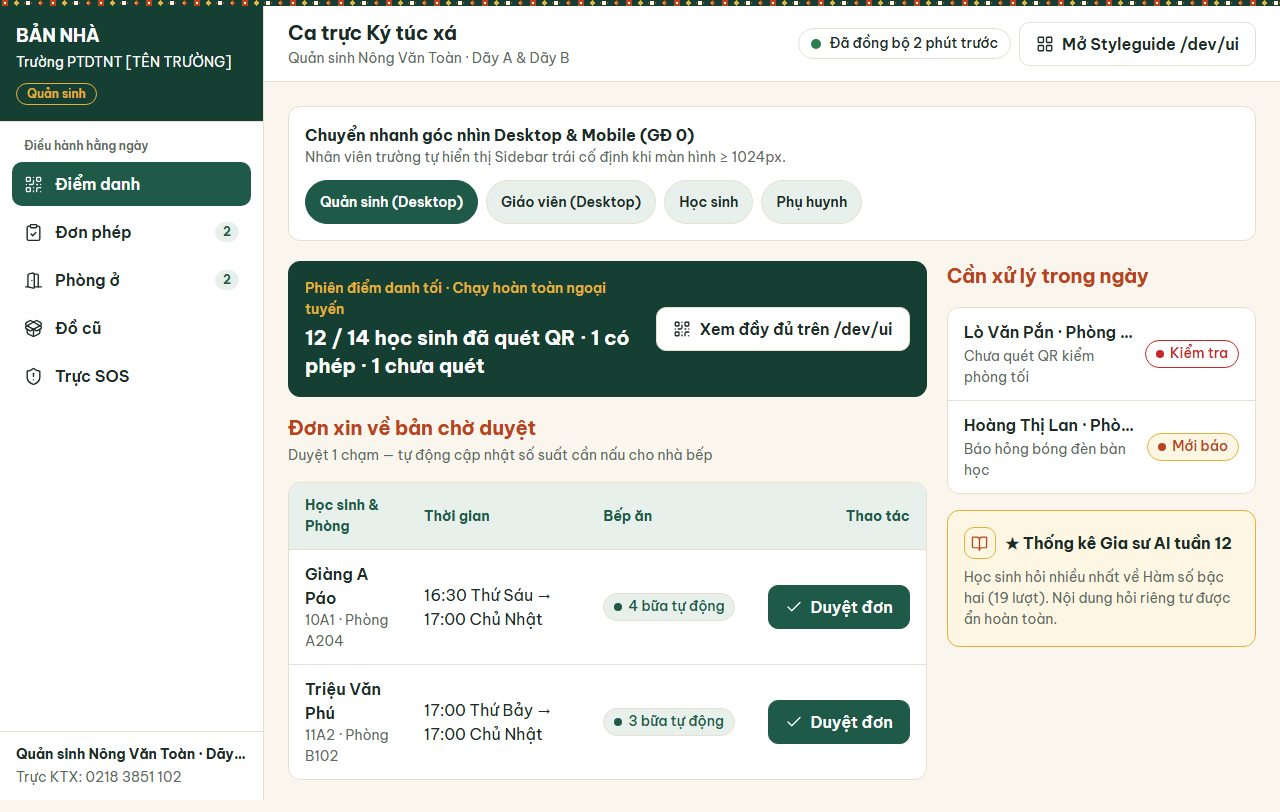 BẢN NHÀ
Trường PTDTNT [TÊN TRƯỜNG]
Quản sinh
Điều hành hằng ngày
Điểm danh
Đơn phép 2
Phòng ở 2
Đồ cũ
Trực SOS
Quản sinh Nông Văn Toàn · Dãy...
Trực KTX: 0218 3851 102
Ca trực Ký túc xá
Quản sinh Nông Văn Toàn · Dãy A & Dãy B
Đã đồng bộ 2 phút trước
Mở Styleguide /dev/ui
Chuyển nhanh góc nhìn Desktop & Mobile (GĐ 0)
Nhân viên trường tự hiển thị Sidebar trái cố định khi màn hình ≥ 1024px.
Quản sinh (Desktop)
Giáo viên (Desktop)
Học sinh
Phụ huynh
Phiên điểm danh tối · Chạy hoàn toàn ngoại
tuyến
12 / 14 học sinh đã quét QR · 1 có
phép · 1 chưa quét
Xem đầy đủ trên /dev/ui
Đơn xin về bản chờ duyệt
Duyệt 1 chạm — tự động cập nhật số suất cần nấu cho nhà bếp
Học sinh &
Phòng
Thời gian
Bếp ăn
Thao tác
Giàng A
Páo
10A1 · Phòng
A204
16:30 Thứ Sáu →
17:00 Chủ Nhật
4 bữa tự động
Duyệt đơn
Triệu Văn
Phú
11A2 · Phòng
B102
17:00 Thứ Bảy →
17:00 Chủ Nhật
3 bữa tự động
Duyệt đơn
Cần xử lý trong ngày
Lò Văn Pắn · Phòng ...
Chưa quét QR kiểm
phòng tối
Kiểm tra
Hoàng Thị Lan · Phò...
Báo hỏng bóng đèn bàn
học
Mới báo
★ Thống kê Gia sư AI tuần 12
Học sinh hỏi nhiều nhất về Hàm số bậc
hai (19 lượt). Nội dung hỏi riêng tư được
ẩn hoàn toàn.